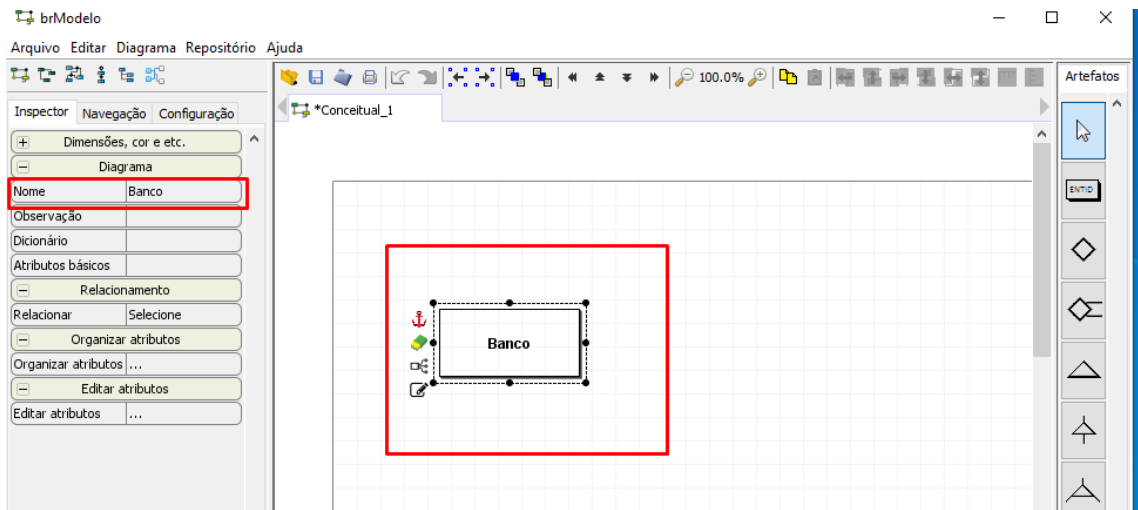 brModelo
Arquivo Editar Diagrama Repositório Ajuda
100.0%
Artefatos
Inspector Navegação Configuração
*Conceitual_1
Dimensões, cor e etc.
Diagrama
Nome Banco
ENTID
Observação
Dicionário
Atributos básicos
Relacionamento
Relacionar Selecione
Organizar atributos
Organizar atributos ...
Editar atributos
Editar atributos ...
Banco